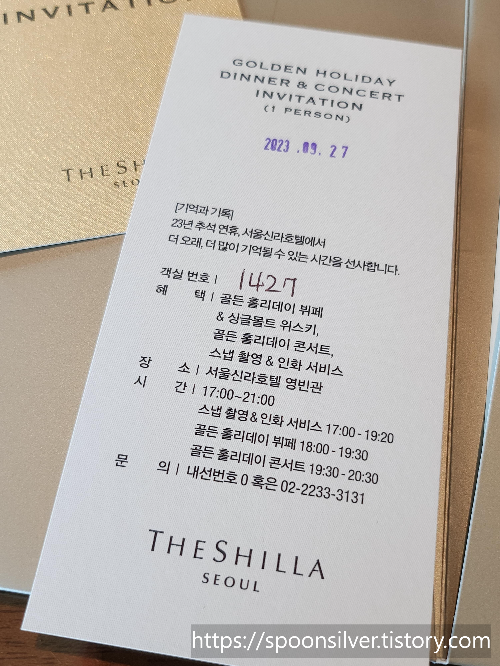 INVITAT
THE SH
SEO
GOLDEN HOLIDAY
DINNER & CONCERT
INVITATION
(1 PERSON)
2023 .09. 27
[기억과 기록]
23년 추석 연휴, 서울신라호텔에서
더 오래, 더 많이 기억될 수 있는 시간을 선사합니다.
객실 번호 | 1427
혜 택 | 골든 홀리데이 뷔페
& 싱글몰트 위스키,
골든 홀리데이 콘서트,
스냅 촬영 & 인화 서비스
장 소 | 서울신라호텔 영빈관
시 간 | 17:00~21:00
스냅 촬영&인화 서비스 17:00 - 19:20
골든 홀리데이 뷔페 18:00 - 19:30
골든 홀리데이 콘서트 19:30 - 20:30
문 의 | 내선번호 0 혹은 02-2233-3131
THE SHILLA
SEOUL
https://spoonsilver.tistory.com